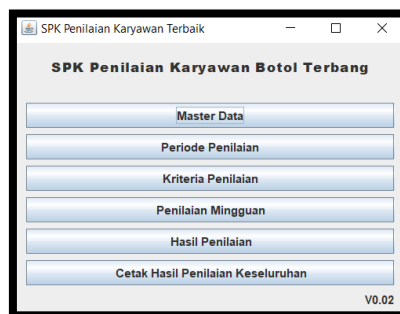 SPK Penilaian Karyawan Terbaik
SPK Penilaian Karyawan Botol Terbang
Master Data
Periode Penilaian
Kriteria Penilaian
Penilaian Mingguan
Hasil Penilaian
Cetak Hasil Penilaian Keseluruhan
V0.02